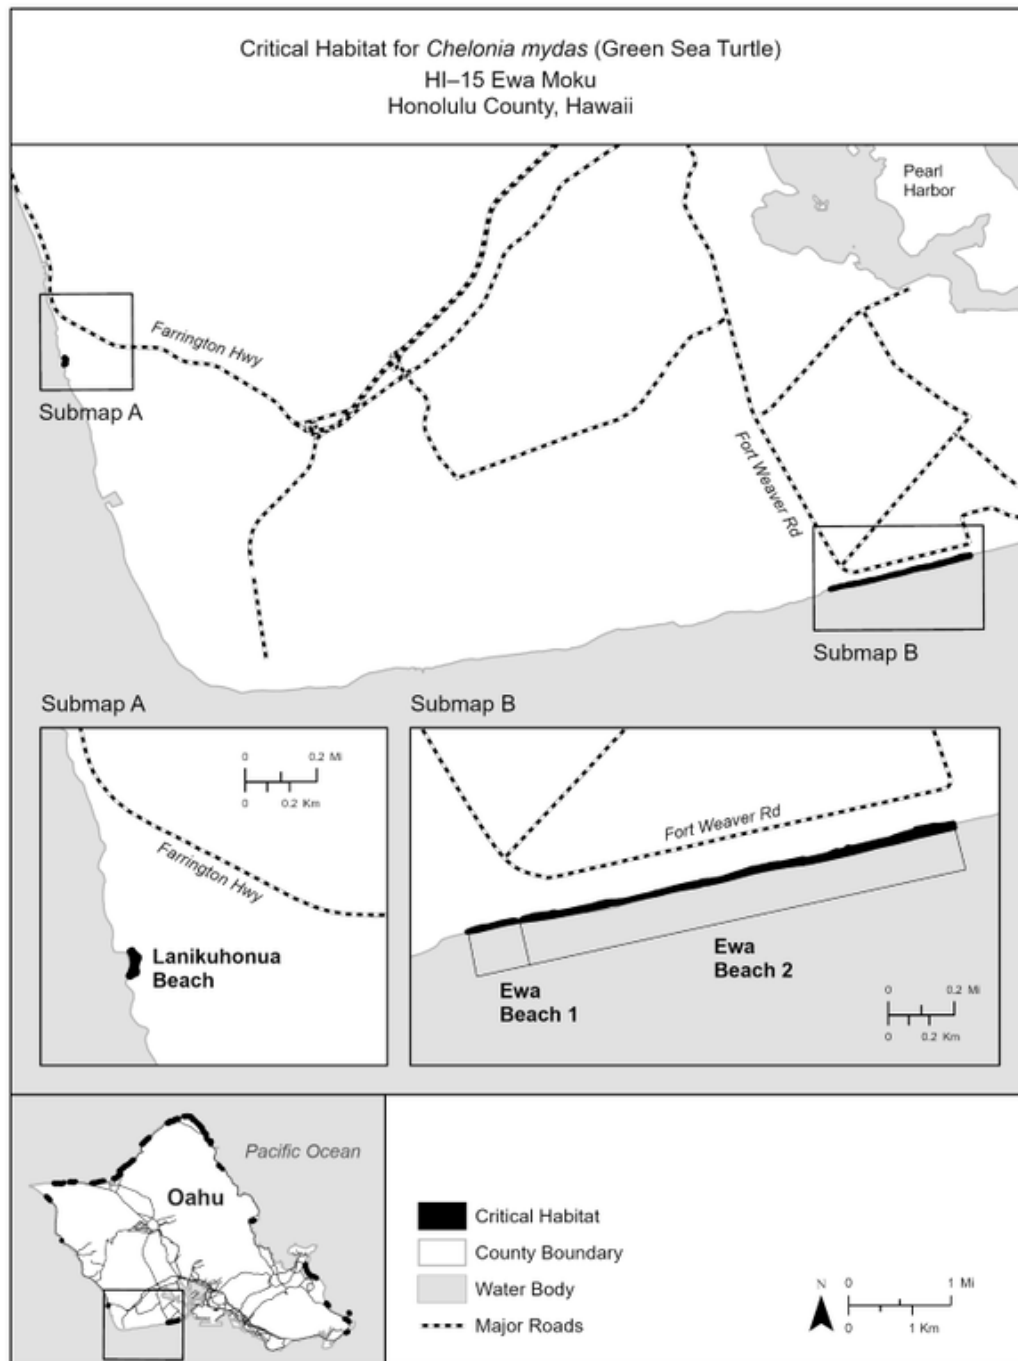 Critical Habitat for Chelonia mydas (Green Sea Turtle)
HI–15 Ewa Moku
Honolulu County, Hawaii
Pearl
Harbor
Farrington Hwy
Submap A
Fort Weaver Rd
Submap B
Submap A
0 0.2 Mi
0 0.2 Km
Farrington Hwy
Lanikuhonua
Beach
Submap B
Fort Weaver Rd
Ewa
Beach 1
Ewa
Beach 2
0 0.2 Mi
0 0.2 Km
Pacific Ocean
Oahu
Critical Habitat
County Boundary
Water Body
Major Roads
N
0 1 Mi
0 1 Km